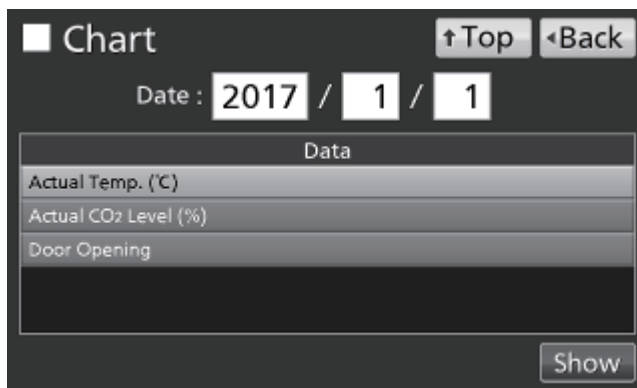 Chart
↑Top
◂Back
Date : 2017 / 1 / 1
Data
Actual Temp. (℃)
Actual CO2 Level (%)
Door Opening
Show